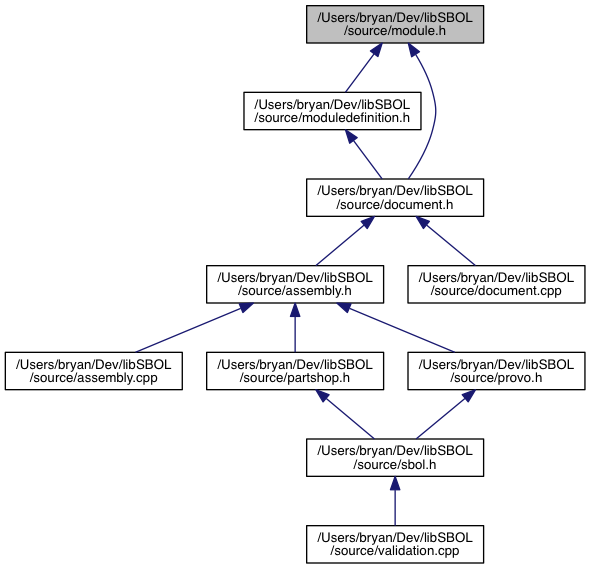 /Users/bryan/Dev/libSBOL
/source/module.h
/Users/bryan/Dev/libSBOL
/source/moduledefinition.h
/Users/bryan/Dev/libSBOL
/source/document.h
/Users/bryan/Dev/libSBOL
/source/assembly.h
/Users/bryan/Dev/libSBOL
/source/document.cpp
/Users/bryan/Dev/libSBOL
/source/assembly.cpp
/Users/bryan/Dev/libSBOL
/source/partshop.h
/Users/bryan/Dev/libSBOL
/source/provo.h
/Users/bryan/Dev/libSBOL
/source/sbol.h
/Users/bryan/Dev/libSBOL
/source/validation.cpp